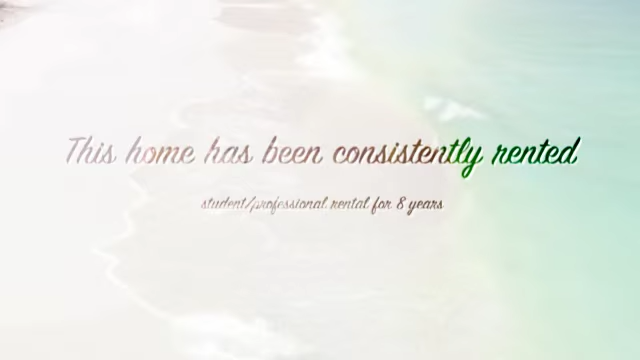 This home has been consistently rented
student/professional rental for 8 years